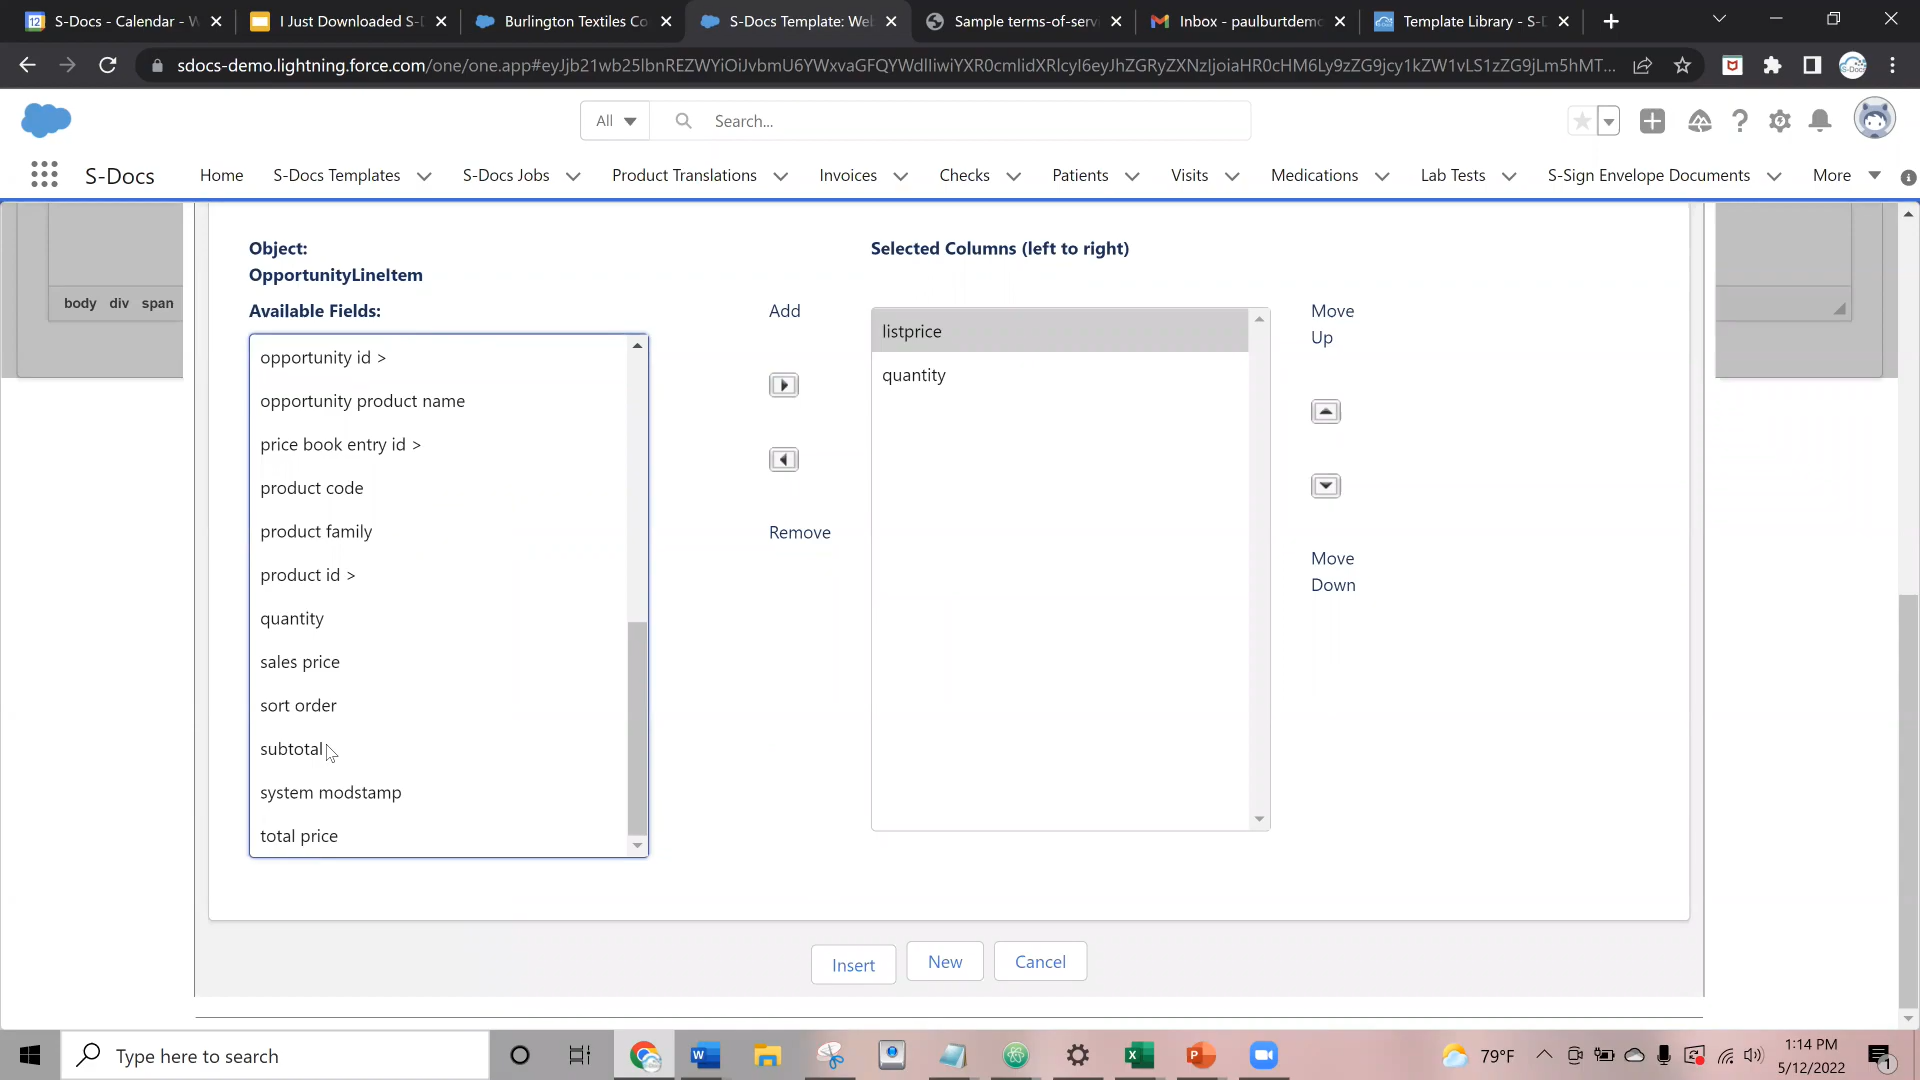 S-Docs - Calendar - W
I Just Downloaded S-D
Burlington Textiles Co
S-Docs Template: Web
Sample terms-of-serv
Inbox - paulburtdemo
Template Library - S-D
sdocs-demo.lightning.force.com
All
Search...
S-Docs
Home
S-Docs Templates
S-Docs Jobs
Product Translations
Invoices
Checks
Patients
Visits
Medications
Lab Tests
S-Sign Envelope Documents
More
body div span
Object:
OpportunityLineItem
Available Fields:
opportunity id >
opportunity product name
price book entry id >
product code
product family
product id >
quantity
sales price
sort order
subtotal
system modstamp
total price
Add
Remove
Selected Columns (left to right)
listprice
quantity
Move
Up
Move
Down
Insert
New
Cancel
Type here to search
79°F
1:14 PM
5/12/2022
1